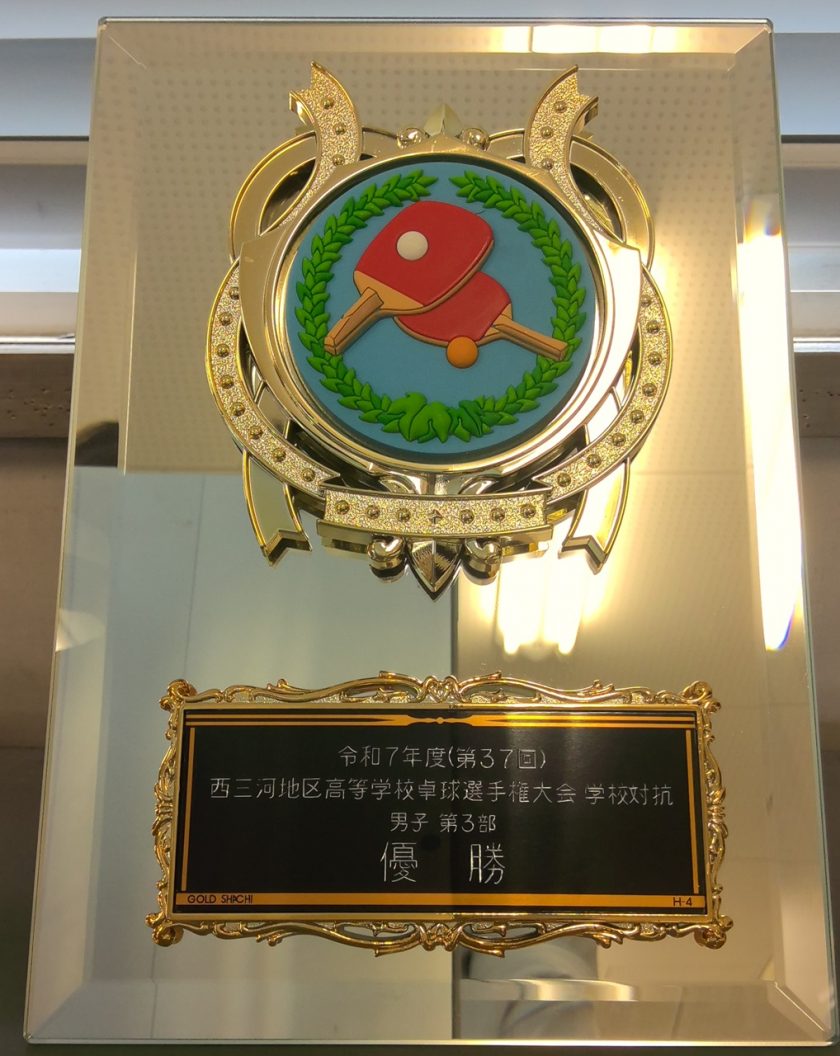 令和7年度(第37回)
西三河地区高等学校卓球選手権大会 学校対抗
男子 第3部
優 勝
GOLD SHACHI
H-4